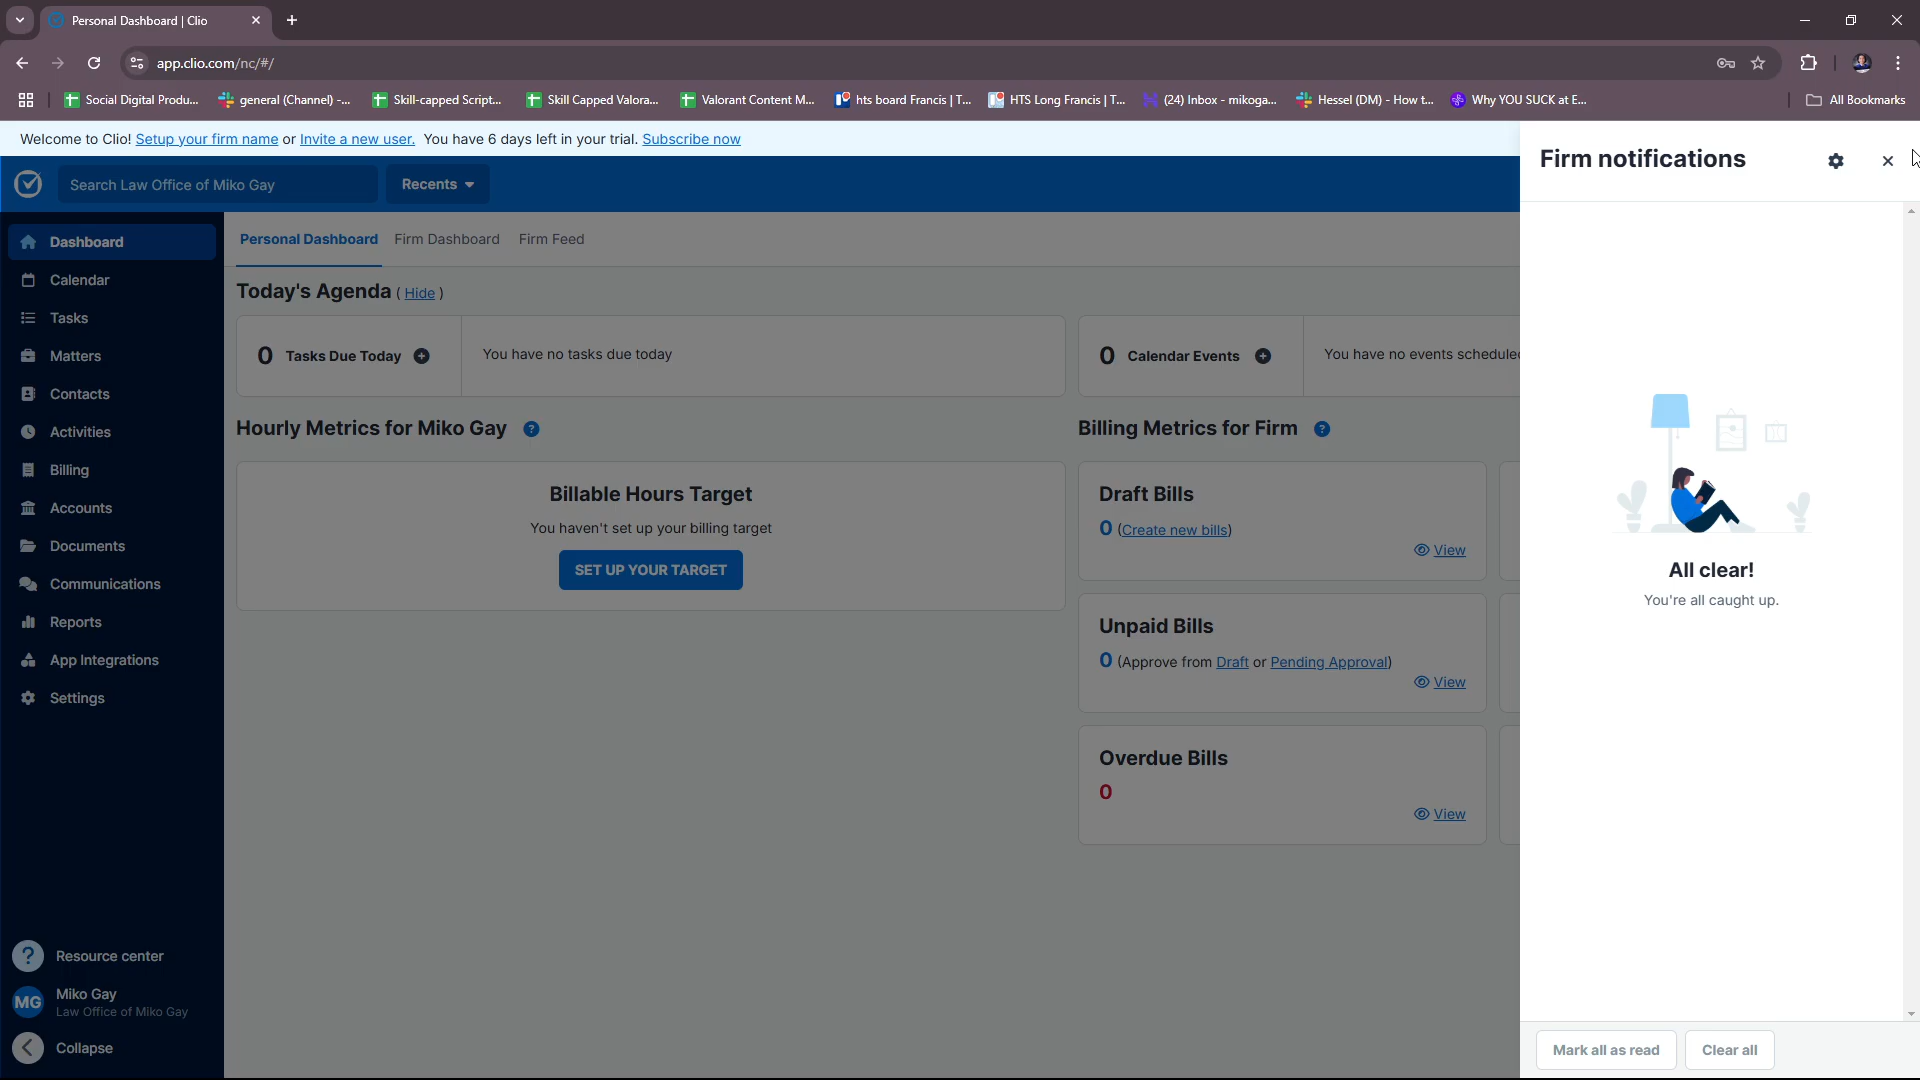 Personal Dashboard | Clio
app.clio.com/nc/#/
Social Digital Produ...
general (Channel) -...
Skill-capped Script...
Skill Capped Valora...
Valorant Content M...
hts board Francis | T...
HTS Long Francis | T...
(24) Inbox - mikoga...
Hessel (DM) - How t...
Why YOU SUCK at E...
All Bookmarks
Welcome to Clio! Setup your firm name or Invite a new user. You have 6 days left in your trial. Subscribe now
Firm notifications
Search Law Office of Miko Gay
Recents
Dashboard
Calendar
Tasks
Matters
Contacts
Activities
Billing
Accounts
Documents
Communications
Reports
App Integrations
Settings
Resource center
MG
Miko Gay
Law Office of Miko Gay
Collapse
Personal Dashboard
Firm Dashboard
Firm Feed
Today's Agenda ( Hide )
0 Tasks Due Today
You have no tasks due today
0 Calendar Events
You have no events scheduled
Hourly Metrics for Miko Gay ?
Billing Metrics for Firm ?
Billable Hours Target
You haven't set up your billing target
SET UP YOUR TARGET
Draft Bills
0 (Create new bills)
View
Unpaid Bills
0 (Approve from Draft or Pending Approval)
View
Overdue Bills
0
View
All clear!
You're all caught up.
Mark all as read
Clear all